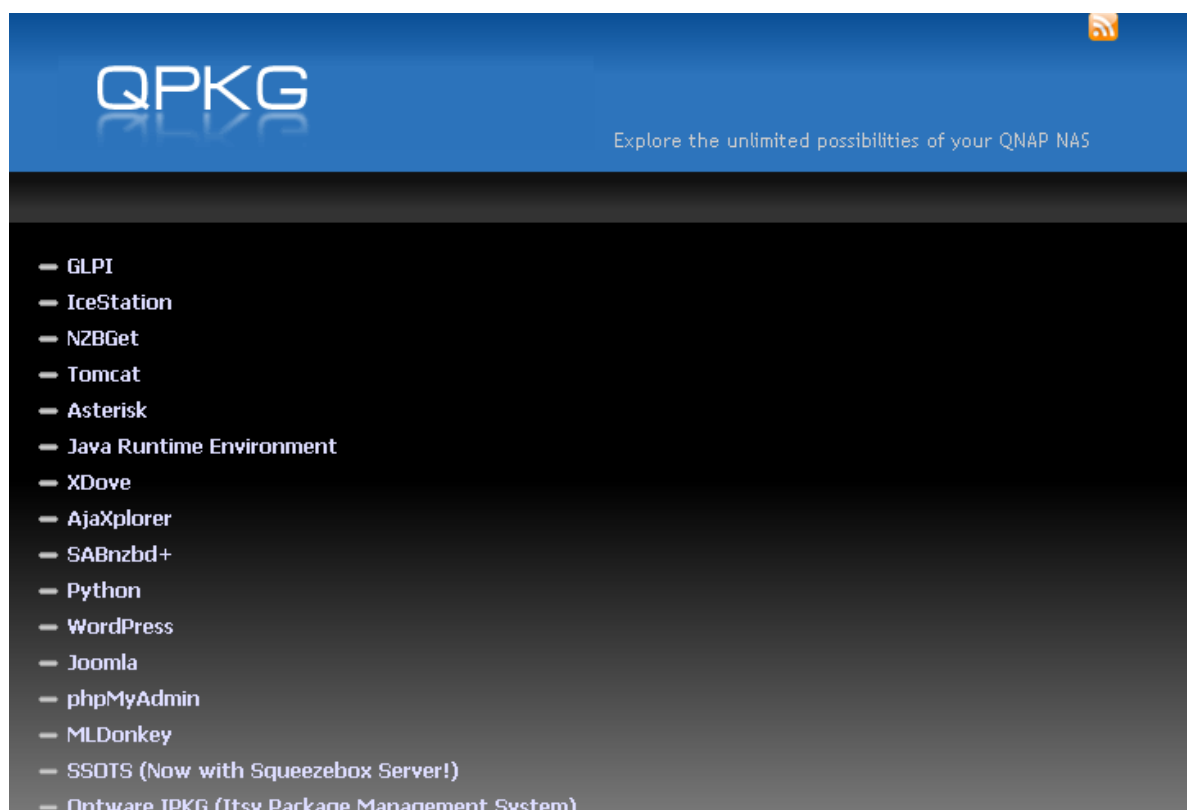 QPKG
Explore the unlimited possibilities of your QNAP NAS
GLPI
IceStation
NZBGet
Tomcat
Asterisk
Java Runtime Environment
XDove
AjaXplorer
SABnzbd+
Python
WordPress
Joomla
phpMyAdmin
MLDonkey
SSOTS (Now with Squeezebox Server!)
Optware IPKG (Itsy Package Management System)